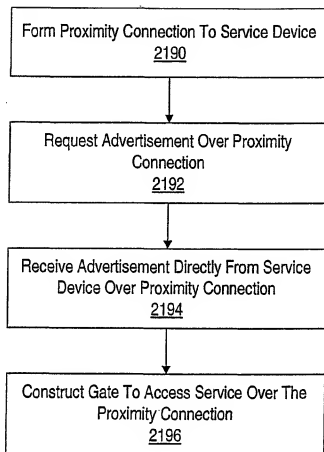 Form Proximity Connection To Service Device
2190
Request Advertisement Over Proximity
Connection
2192
Receive Advertisement Directly From Service
Device Over Proximity Connection
2194
Construct Gate To Access Service Over The
Proximity Connection
2196